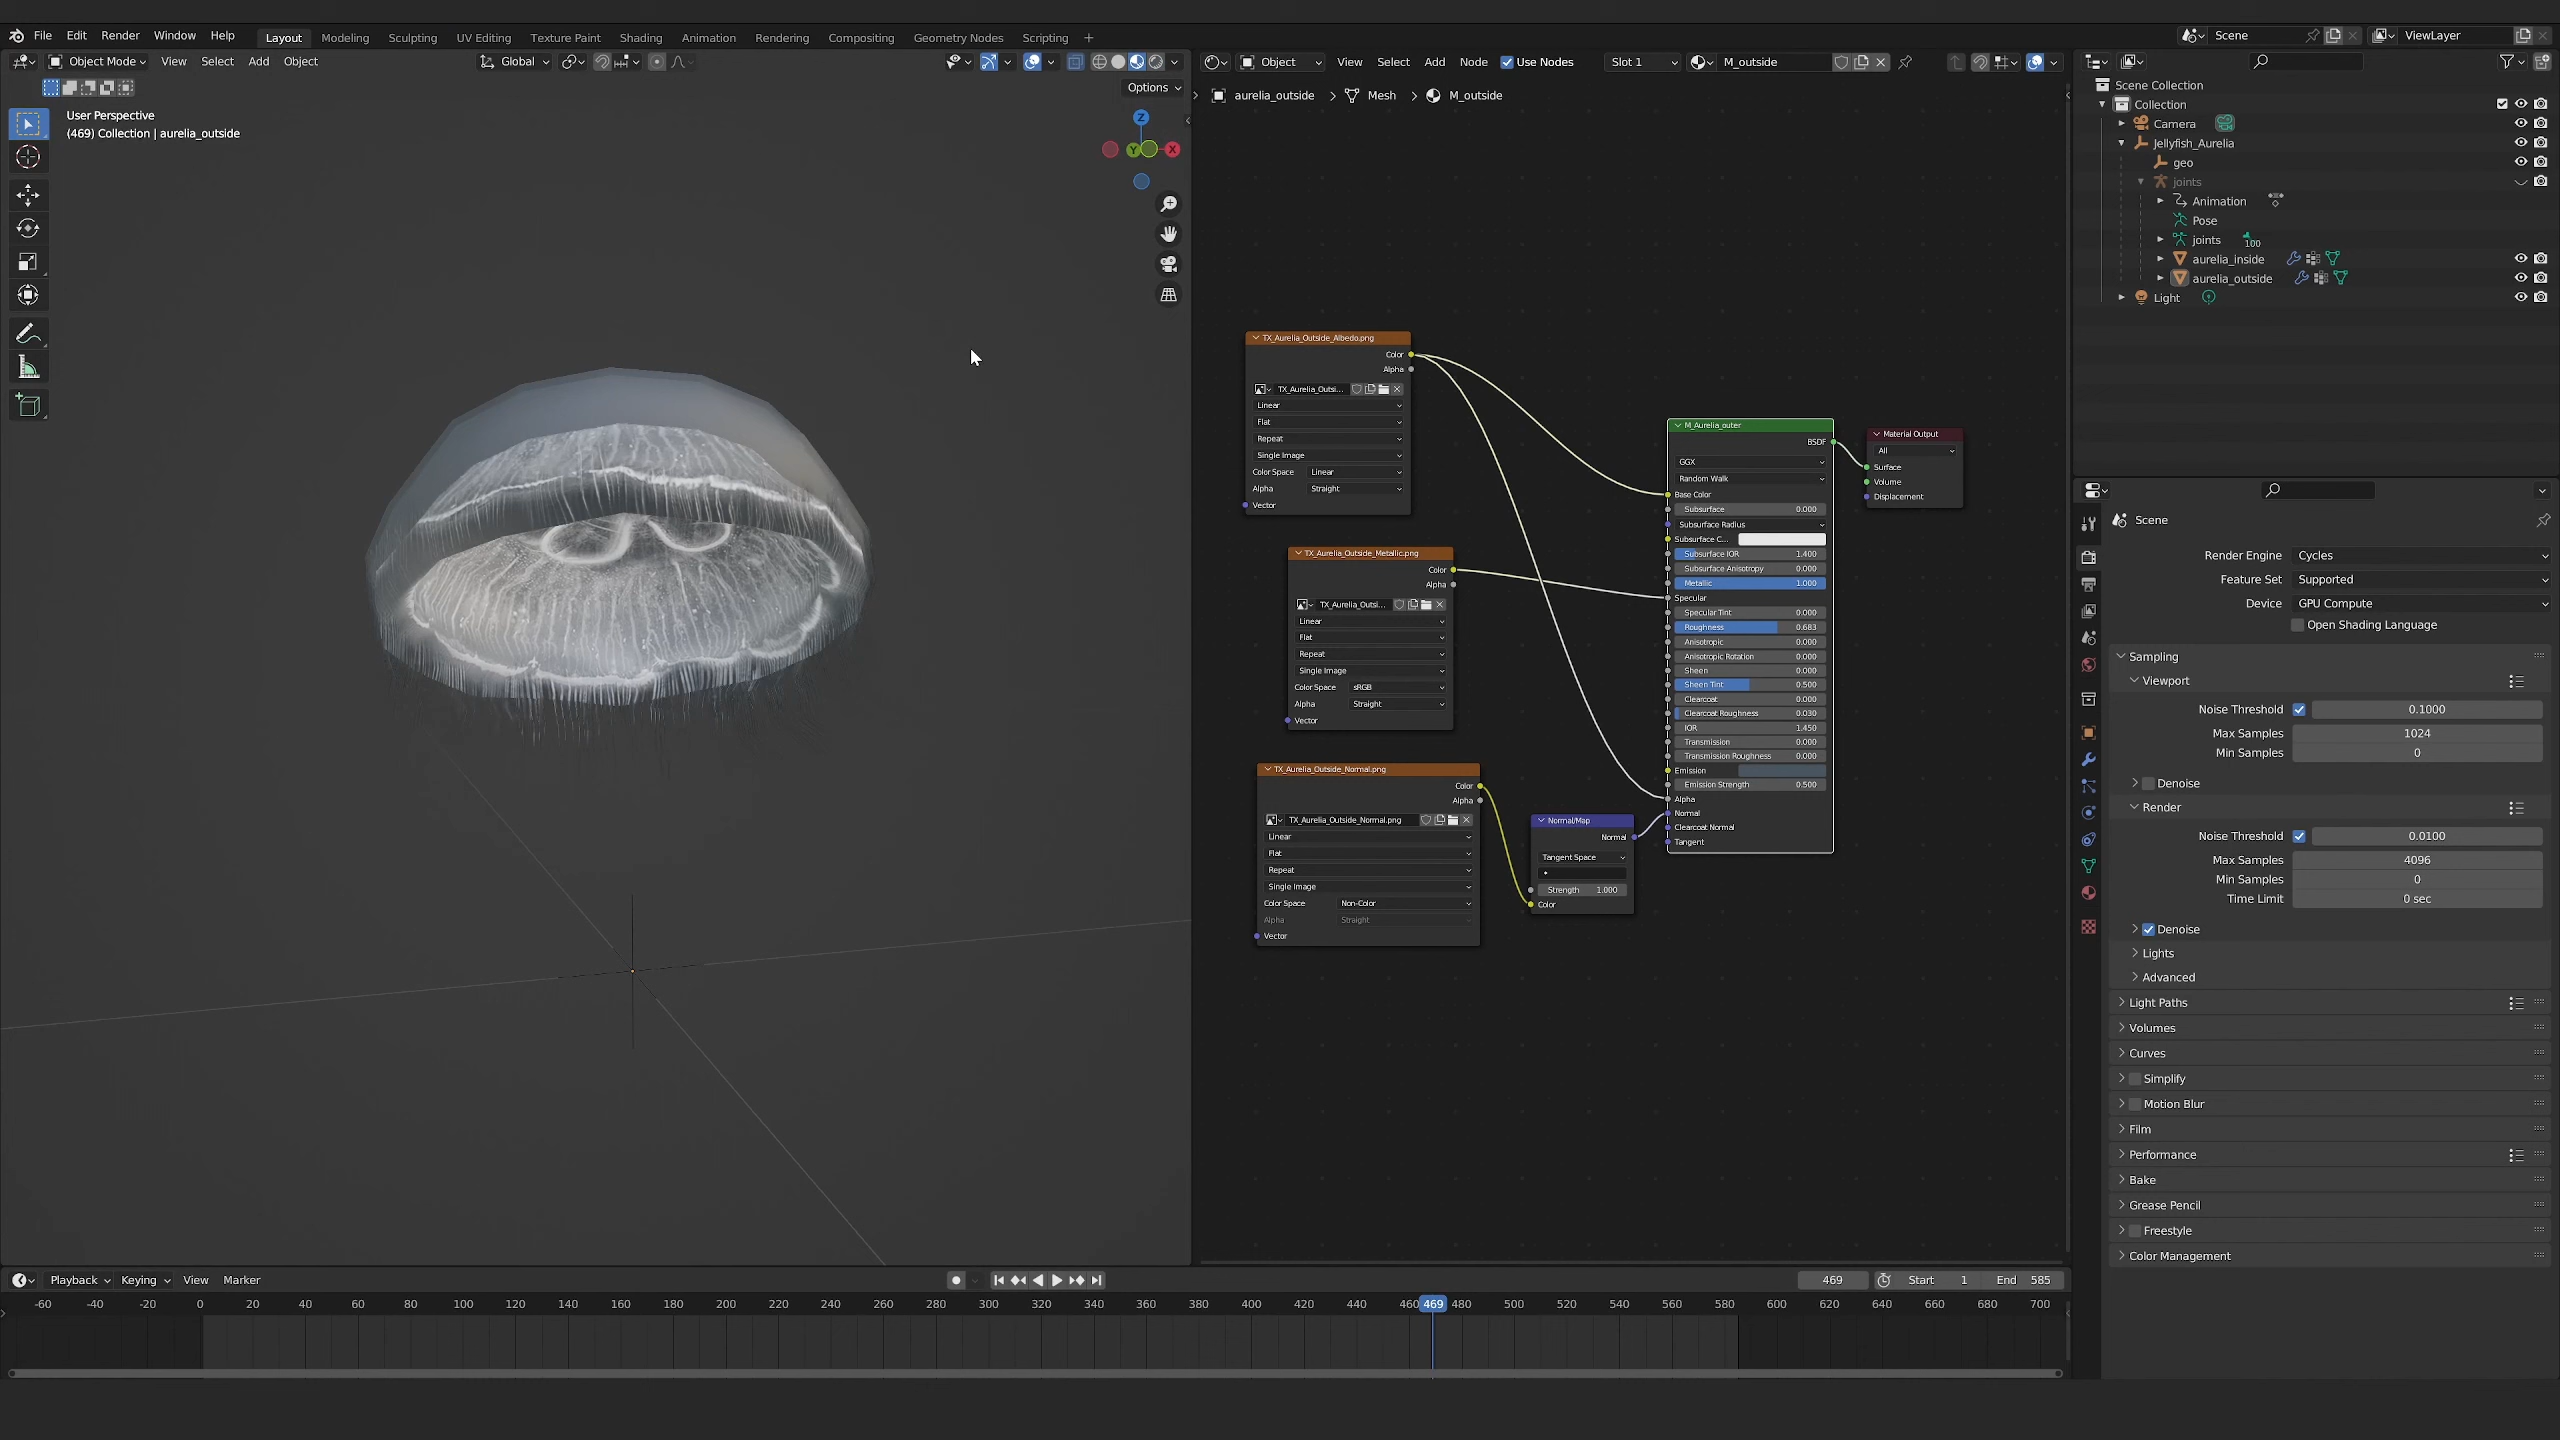 File Edit Render Window Help Layout Modeling Sculpting UV Editing Texture Paint Shading Animation Rendering Compositing Geometry Nodes Scripting + Scene ViewLayer
Object Mode View Select Add Object Global
Options
User Perspective
(469) Collection | aurelia_outside
Z
Y X
Object View Select Add Node Use Nodes Slot 1 M_outside
aurelia_outside > Mesh > M_outside
TX_Aurelia_Outside_Albedo.png
Color
Alpha
TX_Aurelia_Outsi...
Linear
Flat
Repeat
Single Image
Color Space Linear
Alpha Straight
Vector
TX_Aurelia_Outside_Metallic.png
Color
Alpha
TX_Aurelia_Outsi...
Linear
Flat
Repeat
Single Image
Color Space sRGB
Alpha Straight
Vector
TX_Aurelia_Outside_Normal.png
Color
Alpha
TX_Aurelia_Outside_Normal.png
Linear
Flat
Repeat
Single Image
Color Space Non-Color
Alpha Straight
Vector
Normal/Map
Normal
Tangent Space
Strength 1.000
Color
M_Aurelia_outer
BSDF
GGX
Random Walk
Base Color
Subsurface 0.000
Subsurface Radius
Subsurface C...
Subsurface IOR 1.400
Subsurface Anisotropy 0.000
Metallic 1.000
Specular
Specular Tint 0.000
Roughness 0.683
Anisotropic 0.000
Anisotropic Rotation 0.000
Sheen 0.000
Sheen Tint 0.500
Clearcoat 0.000
Clearcoat Roughness 0.030
IOR 1.450
Transmission 0.000
Transmission Roughness 0.000
Emission
Emission Strength 0.500
Alpha
Normal
Clearcoat Normal
Tangent
Material Output
All
Surface
Volume
Displacement
Scene Collection
Collection
Camera
Jellyfish_Aurelia
geo
joints
Animation
Pose
joints 100
aurelia_inside
aurelia_outside
Light
Scene
Render Engine Cycles
Feature Set Supported
Device GPU Compute
Open Shading Language
Sampling
Viewport
Noise Threshold 0.1000
Max Samples 1024
Min Samples 0
Denoise
Render
Noise Threshold 0.0100
Max Samples 4096
Min Samples 0
Time Limit 0 sec
Denoise
Lights
Advanced
Light Paths
Volumes
Curves
Simplify
Motion Blur
Film
Performance
Bake
Grease Pencil
Freestyle
Color Management
Playback Keying View Marker 469 Start 1 End 585
-60 -40 -20 0 20 40 60 80 100 120 140 160 180 200 220 240 260 280 300 320 340 360 380 400 420 440 460 469 480 500 520 540 560 580 600 620 640 660 680 700